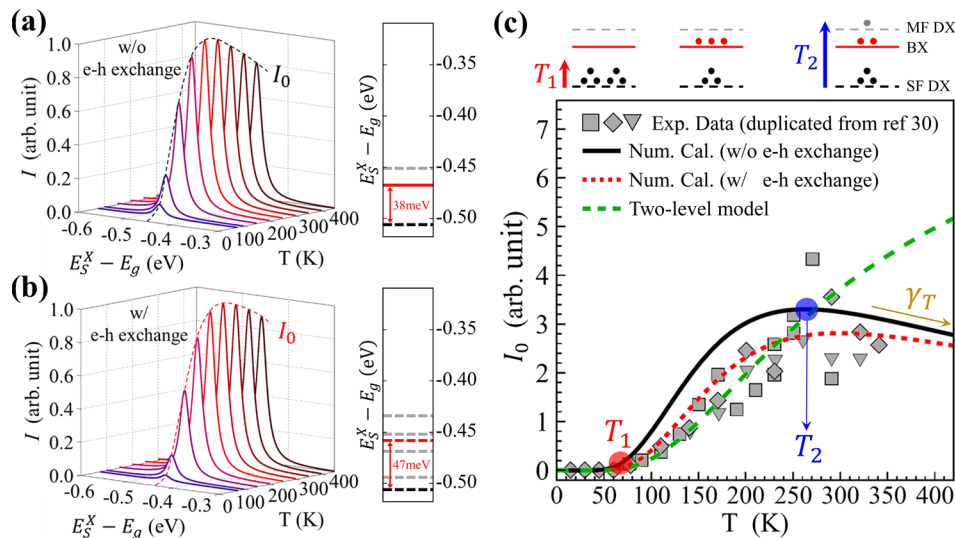 (a)
w/o
e-h exchange
I₀
I (arb. unit)
1.0
0.8
0.6
0.4
0.2
0.0
-0.6
-0.5
-0.4
-0.3
0
100
200
300
400
E_S^X − E_g (eV)
T (K)
E_S^X − E_g (eV)
-0.35
-0.40
-0.45
-0.50
38meV
(b)
w/
e-h exchange
I₀
I (arb. unit)
1.0
0.8
0.6
0.4
0.2
0.0
-0.6
-0.5
-0.4
-0.3
0
100
200
300
400
E_S^X − E_g (eV)
T (K)
E_S^X − E_g (eV)
-0.35
-0.40
-0.45
-0.50
47meV
(c)
T₁
T₂
MF DX
BX
SF DX
Exp. Data (duplicated from ref 30)
Num. Cal. (w/o e-h exchange)
Num. Cal. (w/ e-h exchange)
Two-level model
I₀ (arb. unit)
7
6
5
4
3
2
1
0
γ_T
T₁
T₂
0
50
100
150
200
250
300
350
400
T (K)